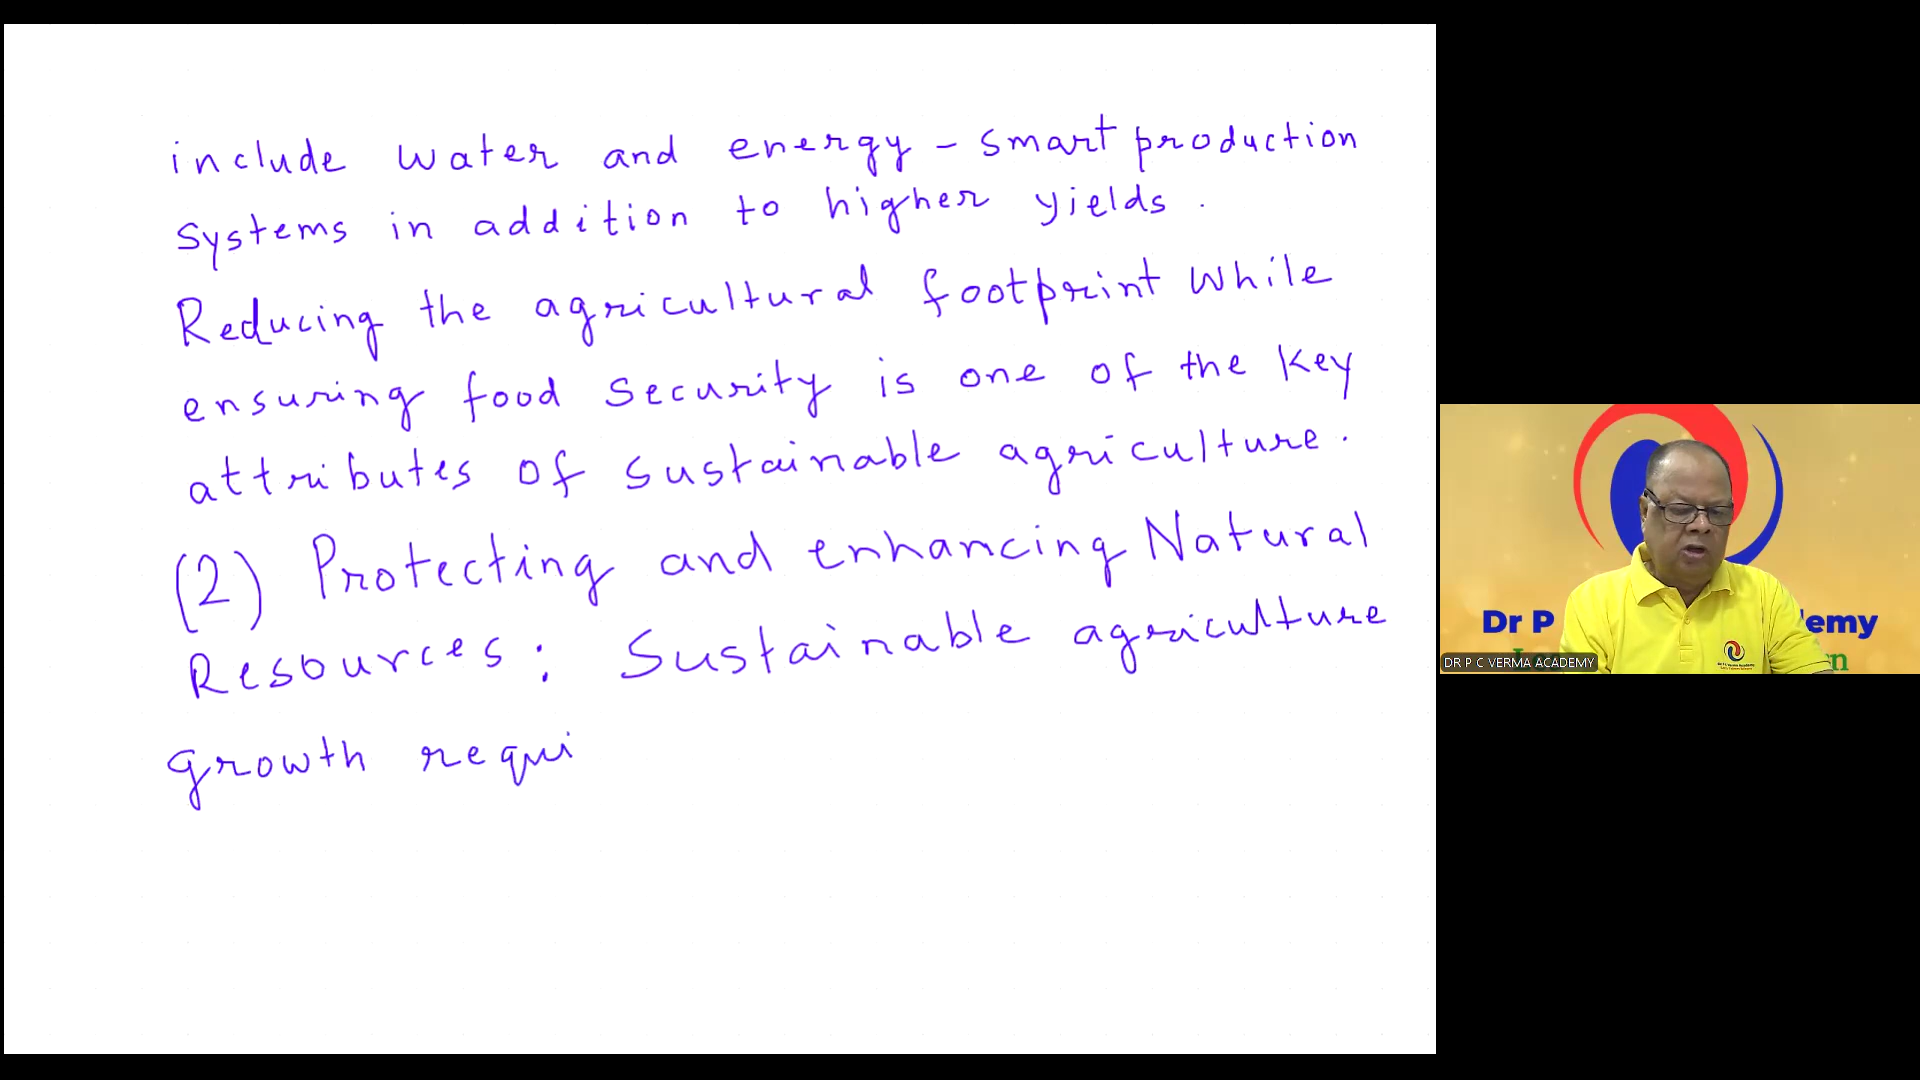 include water and energy - smart production
systems in addition to higher yields.
Reducing the agricultural footprint while
ensuring food security is one of the key
attributes of sustainable agriculture.
(2) Protecting and enhancing Natural
Resources: Sustainable agriculture
growth requi
Dr P emy
n
DR P C VERMA ACADEMY